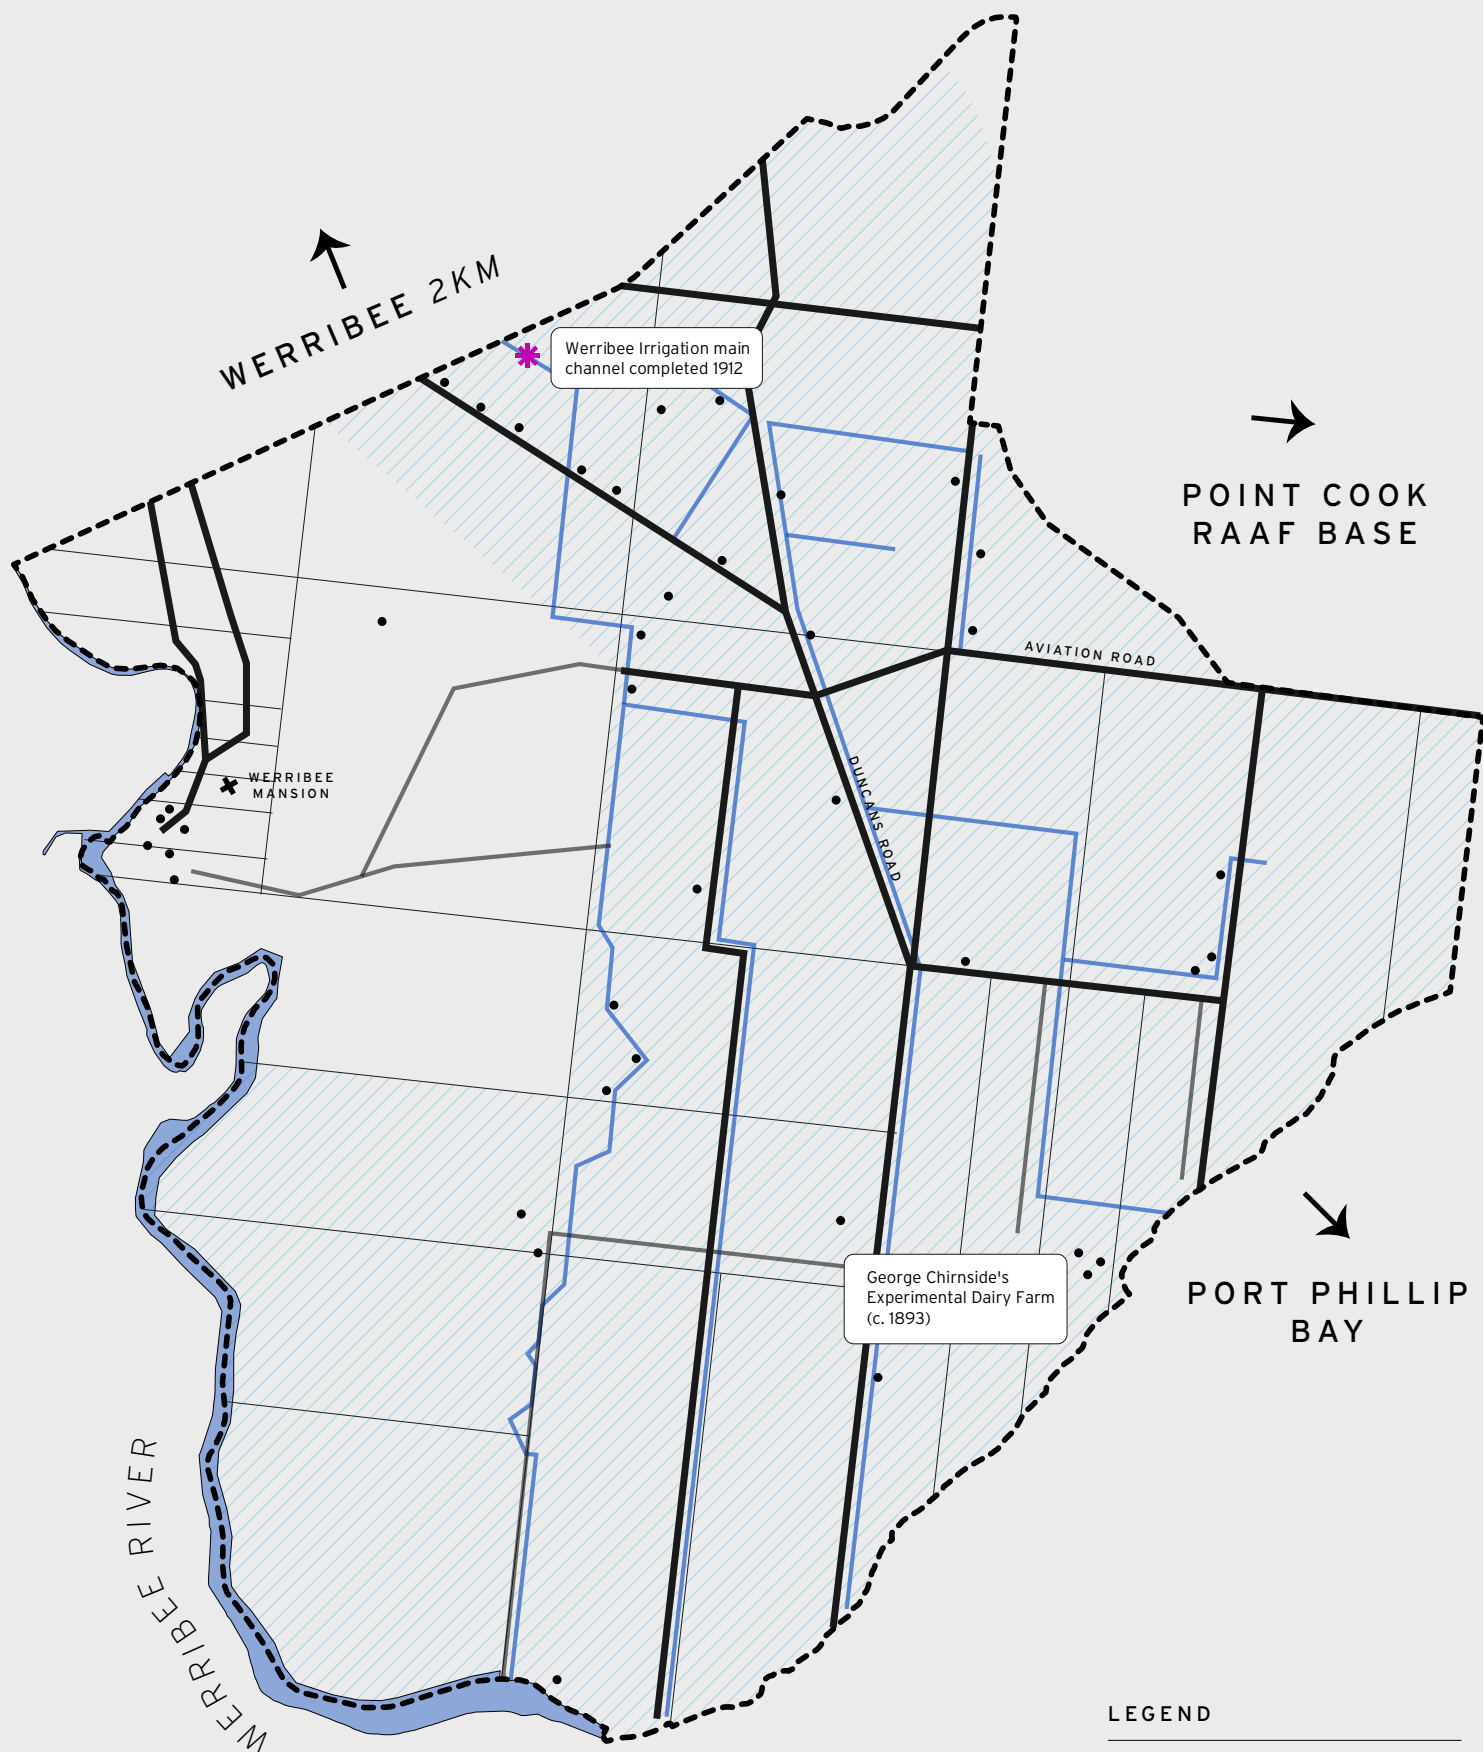 WERRIBEE 2KM
Werribee Irrigation main
channel completed 1912
POINT COOK
RAAF BASE
AVIATION ROAD
WERRIBEE
MANSION
DUNCANS ROAD
George Chirnside's
Experimental Dairy Farm
(c. 1893)
PORT PHILLIP
BAY
WERRIBEE RIVER
LEGEND